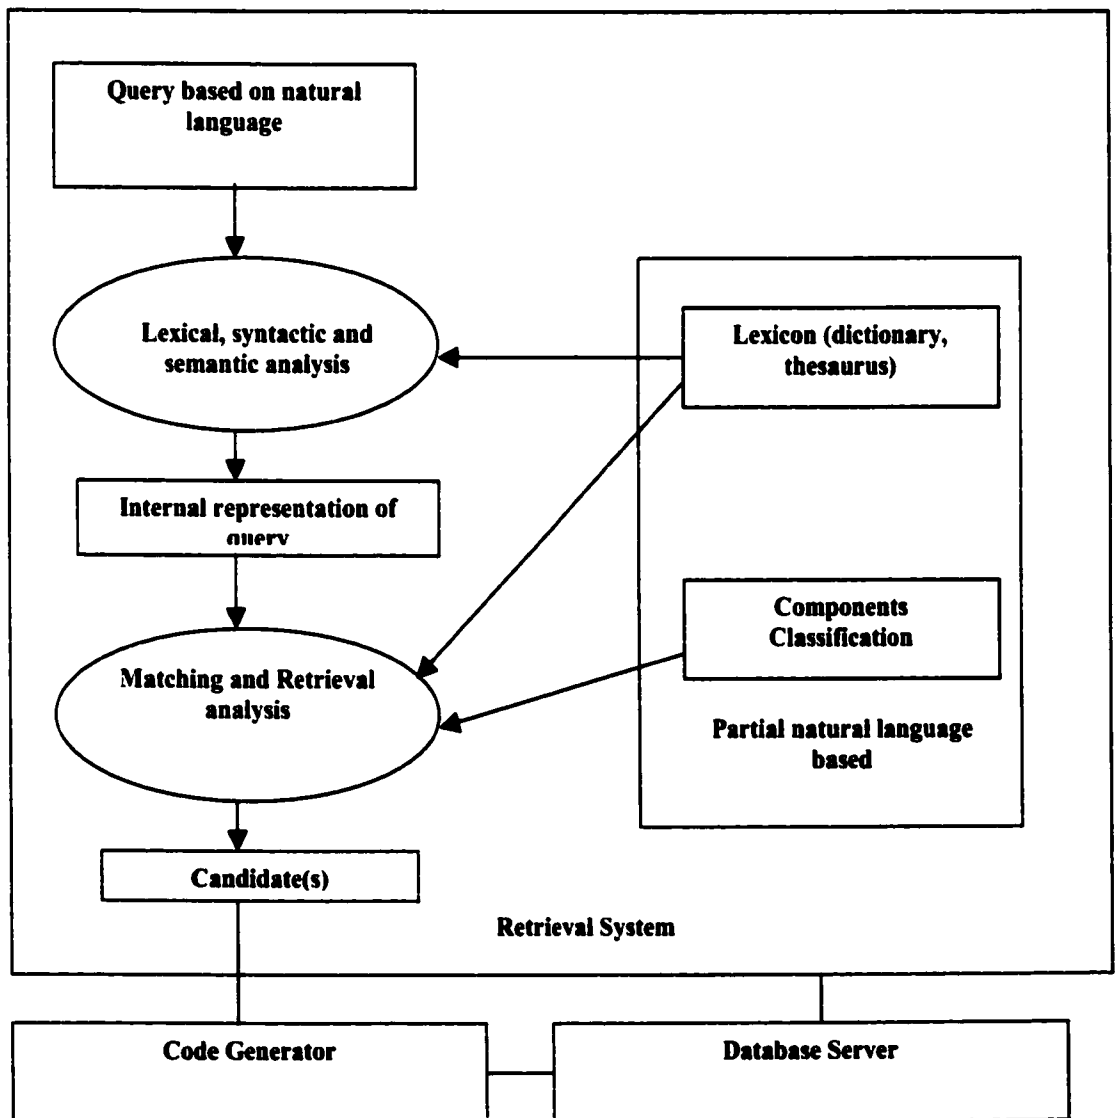 Query based on natural
language
Lexical, syntactic and
semantic analysis
Lexicon (dictionary,
thesaurus)
Internal representation of
query
Components
Classification
Matching and Retrieval
analysis
Partial natural language
based
Candidate(s)
Retrieval System
Code Generator
Database Server